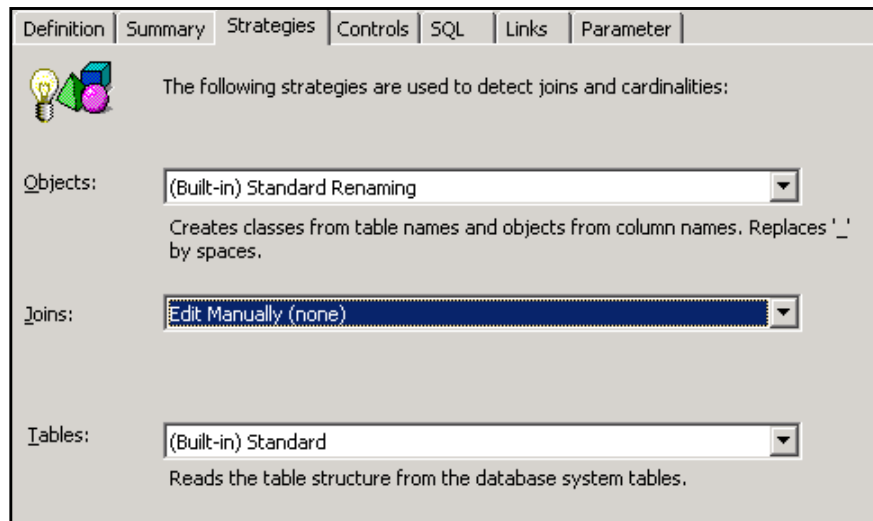 Definition Summary Strategies Controls SQL Links Parameter
The following strategies are used to detect joins and cardinalities:
Objects: (Built-in) Standard Renaming
Creates classes from table names and objects from column names. Replaces '_'
by spaces.
Joins: Edit Manually (none)
Tables: (Built-in) Standard
Reads the table structure from the database system tables.